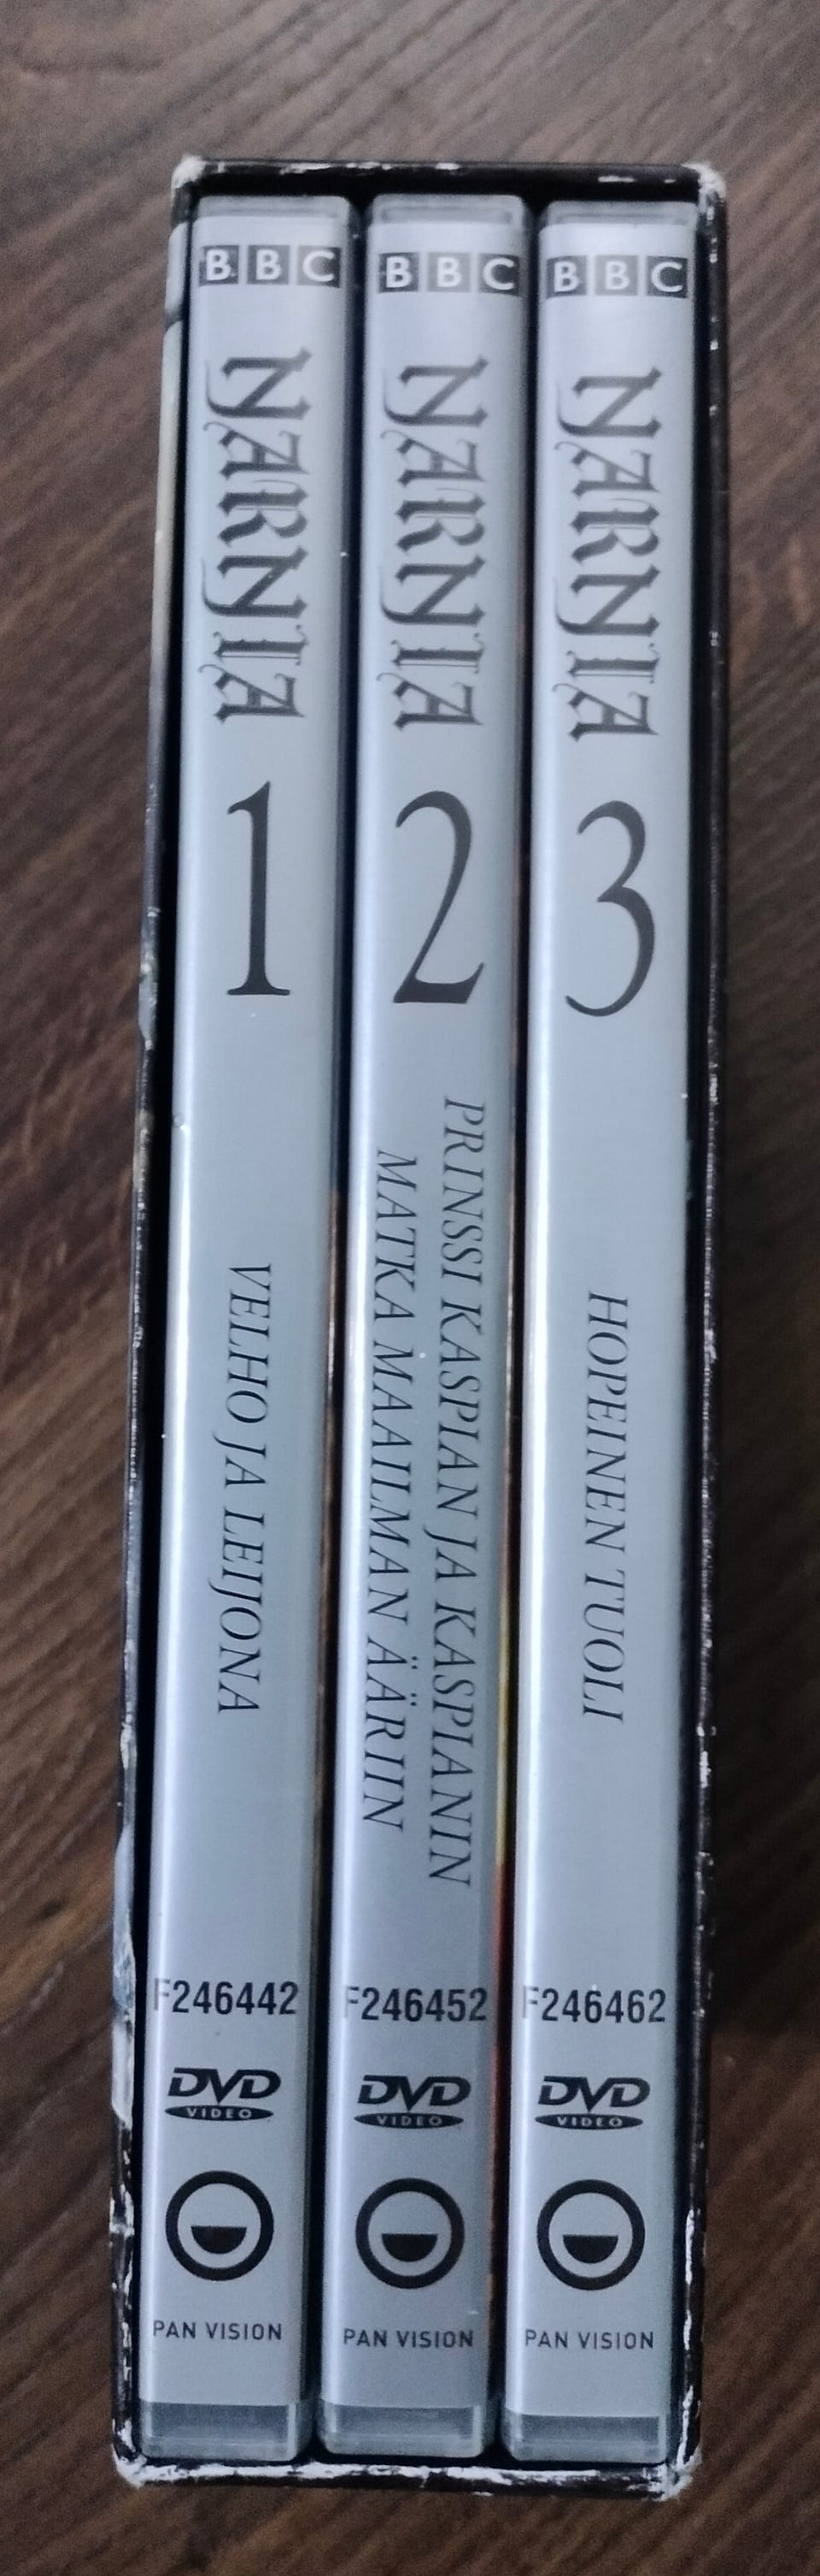 BBC
NARNIA
1
VELHO JA LEIJONA
F246442
DVD
VIDEO
PAN VISION
BBC
NARNIA
2
PRINSSI KASPIAN JA KASPIANIN
MATKA MAAILMAN ÄÄRIIN
F246452
DVD
VIDEO
PAN VISION
BBC
NARNIA
3
HOPEINEN TUOLI
F246462
DVD
VIDEO
PAN VISION